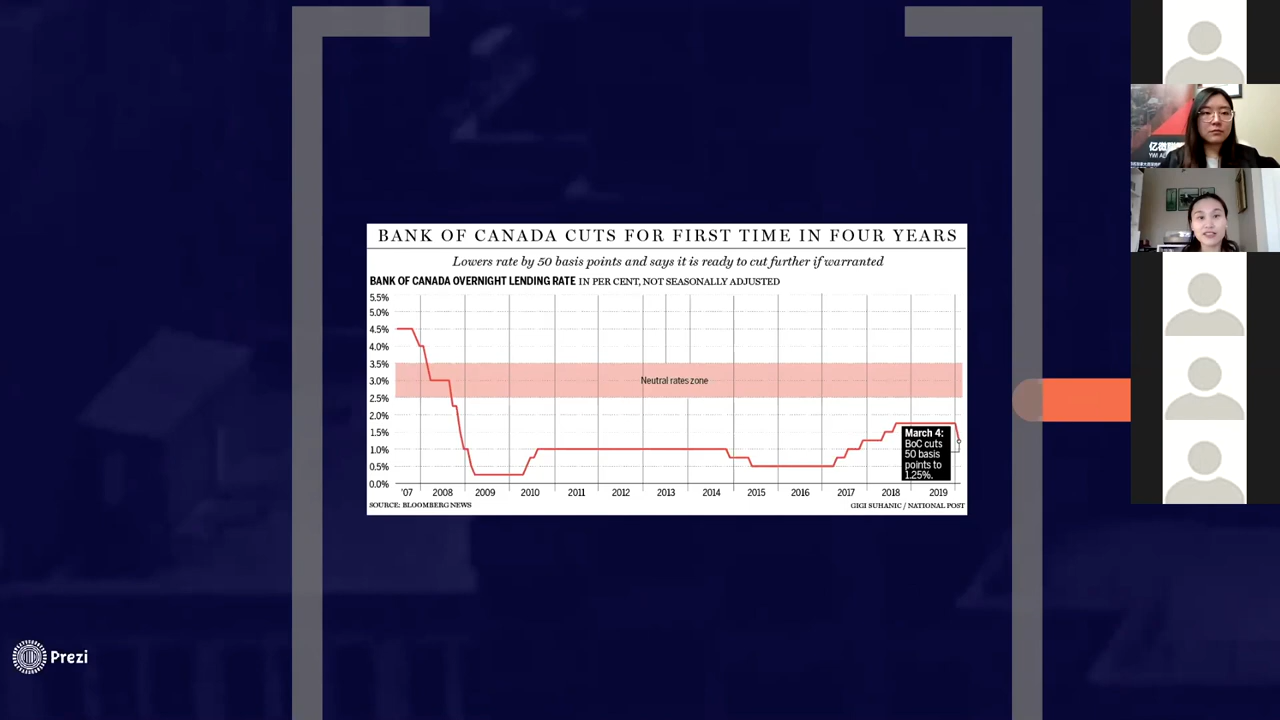 BANK OF CANADA CUTS FOR FIRST TIME IN FOUR YEARS
Lowers rate by 50 basis points and says it is ready to cut further if warranted
BANK OF CANADA OVERNIGHT LENDING RATE IN PER CENT, NOT SEASONALLY ADJUSTED
5.5%
5.0%
4.5%
3.5%
3.0%
2.5%
2.0%
1.5%
1.0%
0.5%
0.0%
Neutral rates zone
March 4:
BoC cuts
50 basis
points to
1.25%.
'07 2008 2009 2010 2011 2012 2013 2014 2015 2016 2017 2018 2019
SOURCE: BLOOMBERG NEWS
GIGI SUHANIC / NATIONAL POST
Prezi
亿微
YWI